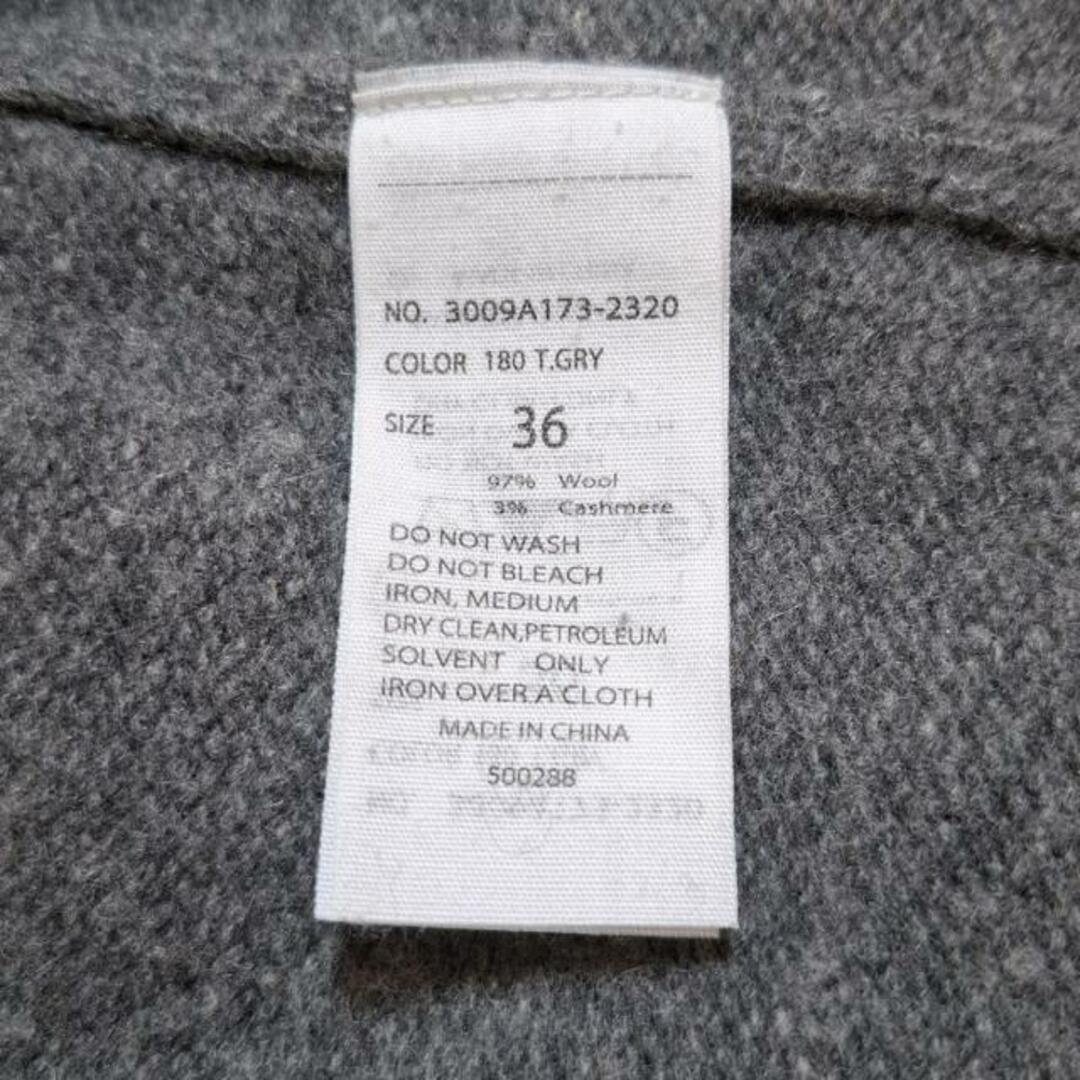 NO. 3009A173-2320
COLOR 180 T.GRY
SIZE 36
97% Wool
3% Cashmere
DO NOT WASH
DO NOT BLEACH
IRON, MEDIUM
DRY CLEAN,PETROLEUM
SOLVENT ONLY
IRON OVER A CLOTH
MADE IN CHINA
500288